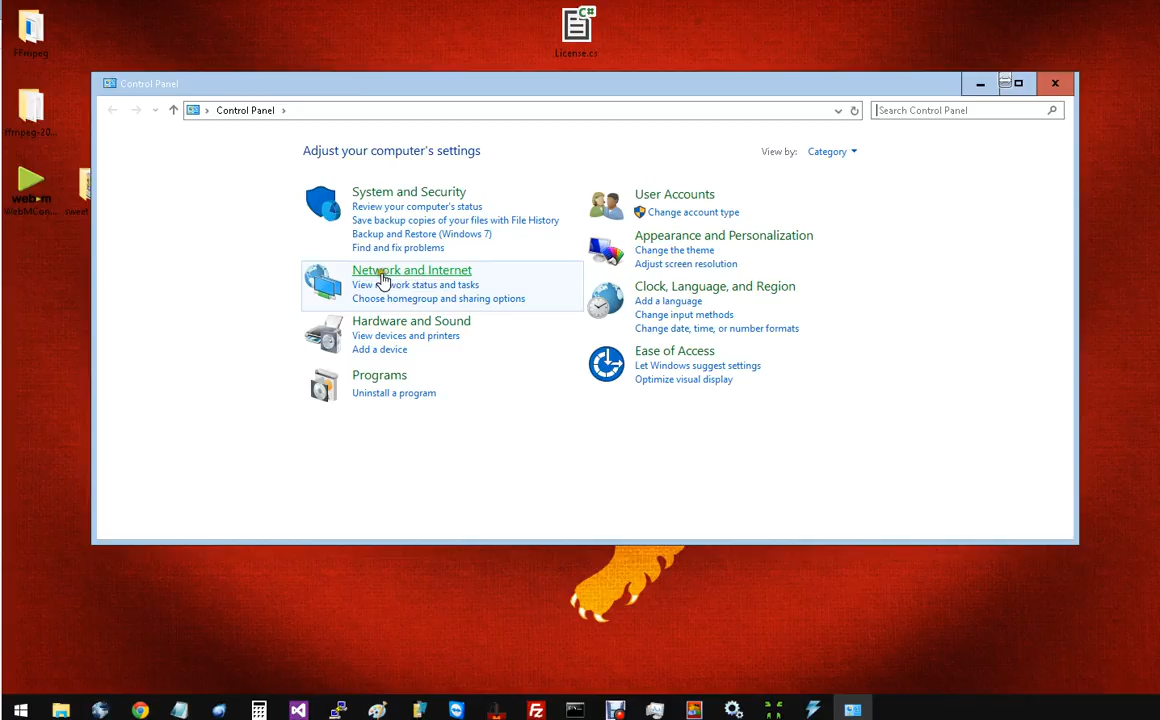 FFmpeg
License.cs
C#
ffmpeg-20...
web-m
WebMCon...
sweet
Control Panel
Control Panel
Search Control Panel
Adjust your computer's settings
View by:
Category
System and Security
Review your computer's status
Save backup copies of your files with File History
Backup and Restore (Windows 7)
Find and fix problems
Network and Internet
View network status and tasks
Choose homegroup and sharing options
Hardware and Sound
View devices and printers
Add a device
Programs
Uninstall a program
User Accounts
Change account type
Appearance and Personalization
Change the theme
Adjust screen resolution
Clock, Language, and Region
Add a language
Change input methods
Change date, time, or number formats
Ease of Access
Let Windows suggest settings
Optimize visual display